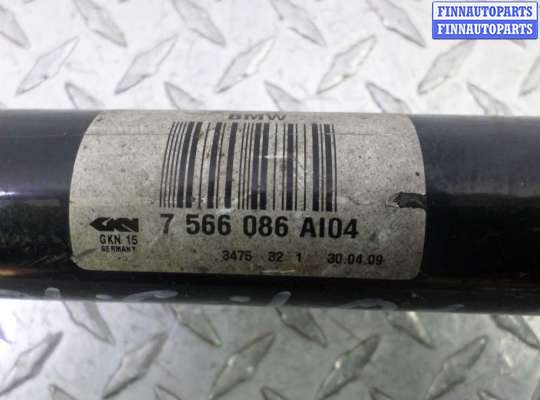 FINNAUTOPARTS
FINNAUTOPARTS
BMW
GKN
7 566 086 AI04
GKN 15
GERMANY
3475 32 1 30.04.09